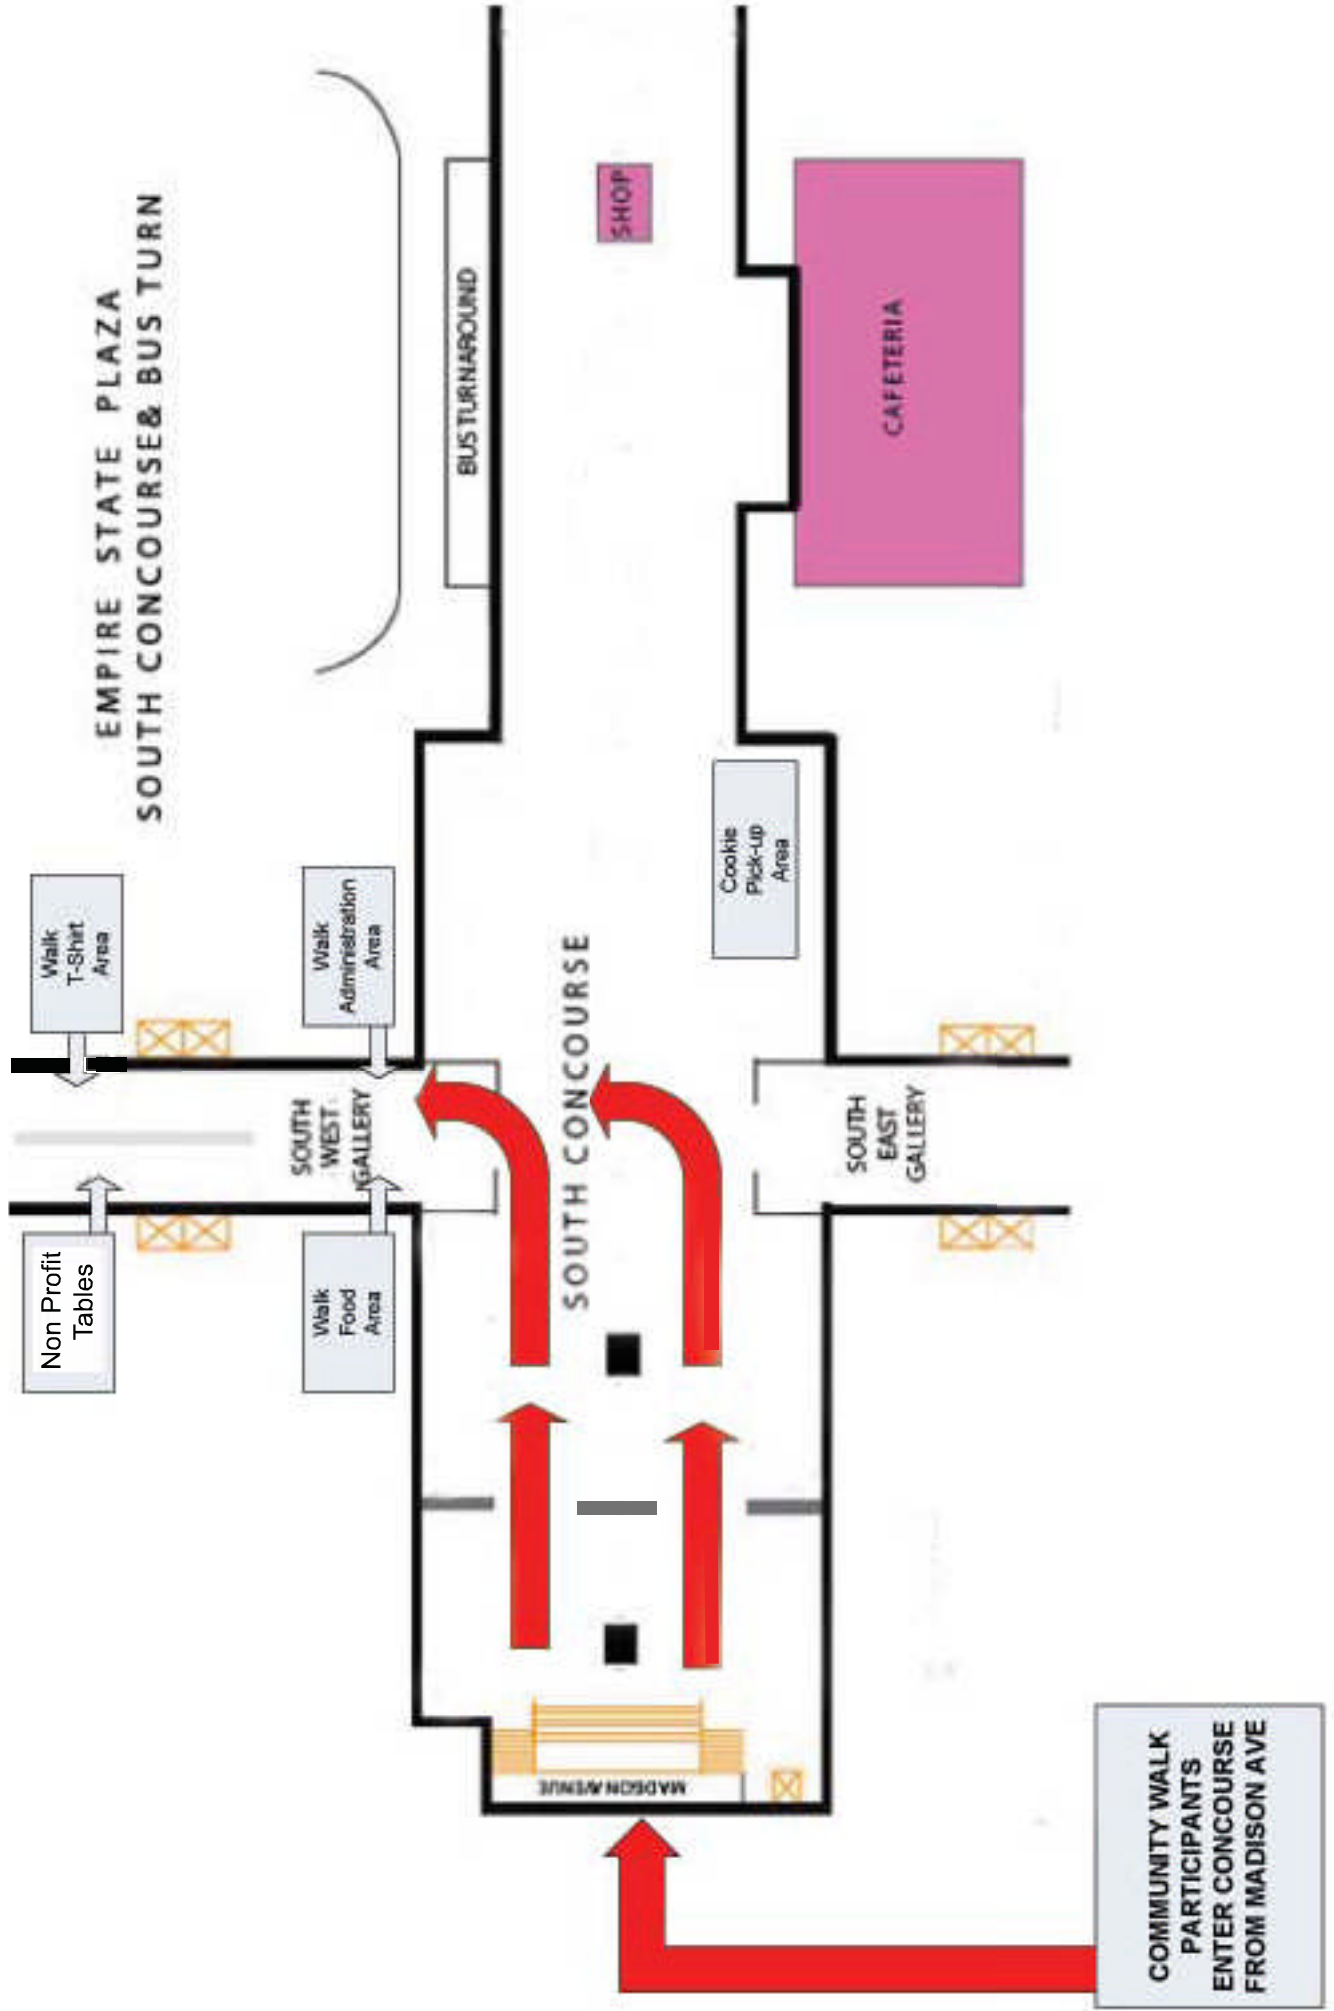 EMPIRE STATE PLAZA
SOUTH CONCOURSE& BUS TURN
Walk
T-Shirt
Area
Non Profit
Tables
Walk
Administration
Area
Walk
Food
Area
SOUTH
WEST
GALLERY
BUS TURNAROUND
SHOP
SOUTH CONCOURSE
MADISON AVENUE
Cookie
Pick-up
Area
CAFETERIA
SOUTH
EAST
GALLERY
COMMUNITY WALK
PARTICIPANTS
ENTER CONCOURSE
FROM MADISON AVE